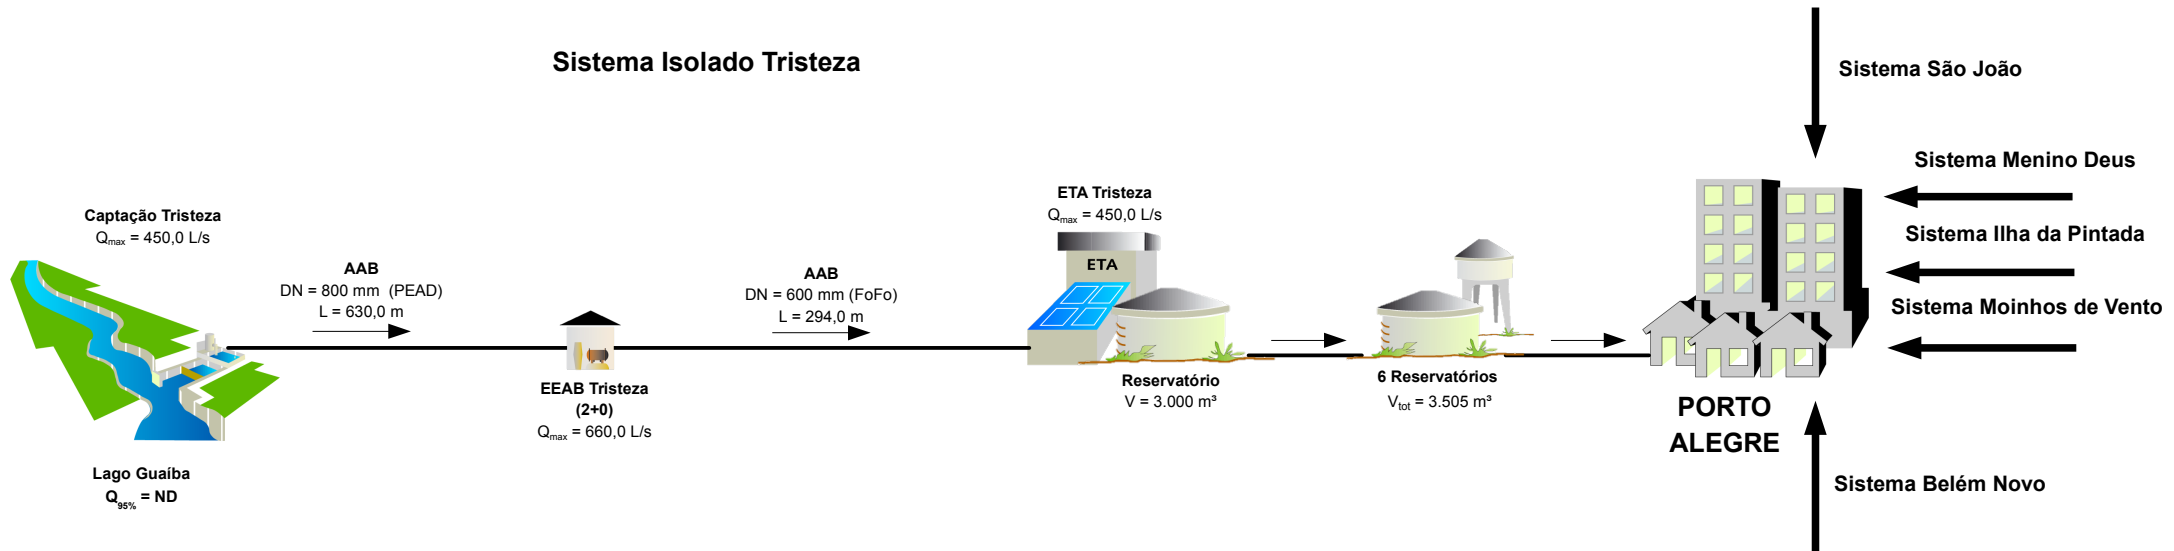 Sistema Isolado Tristeza
Captação Tristeza
Qmax = 450,0 L/s
Lago Guaíba
Q95% = ND
AAB
DN = 800 mm (PEAD)
L = 630,0 m
EEAB Tristeza
(2+0)
Qmax = 660,0 L/s
AAB
DN = 600 mm (FoFo)
L = 294,0 m
ETA Tristeza
Qmax = 450,0 L/s
ETA
Reservatório
V = 3.000 m³
6 Reservatórios
Vtot = 3.505 m³
PORTO
ALEGRE
Sistema São João
Sistema Menino Deus
Sistema Ilha da Pintada
Sistema Moinhos de Vento
Sistema Belém Novo